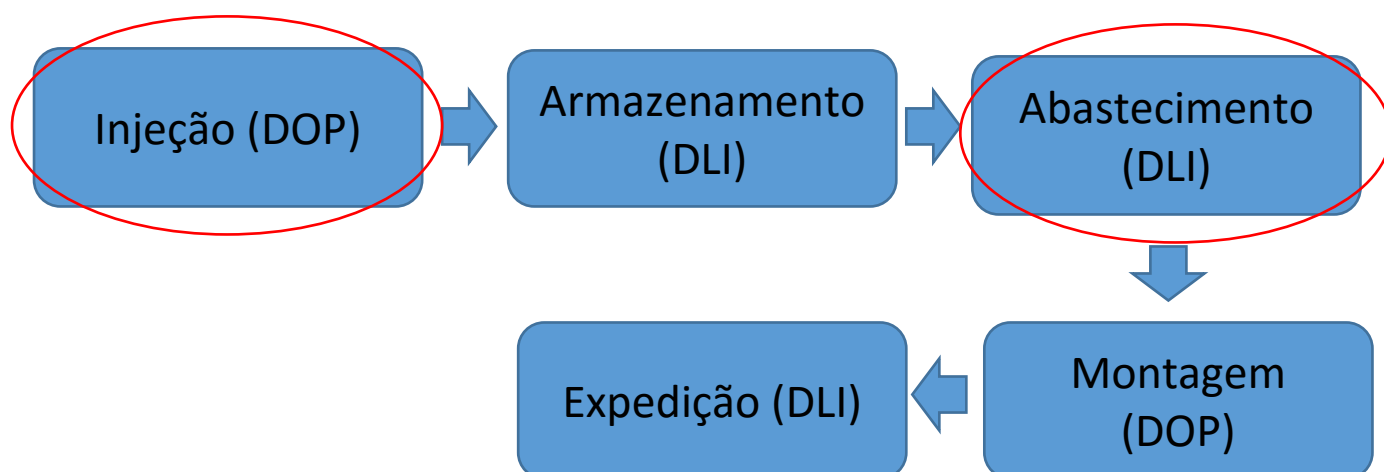 Injeção (DOP)
Armazenamento
(DLI)
Abastecimento
(DLI)
Montagem
(DOP)
Expedição (DLI)